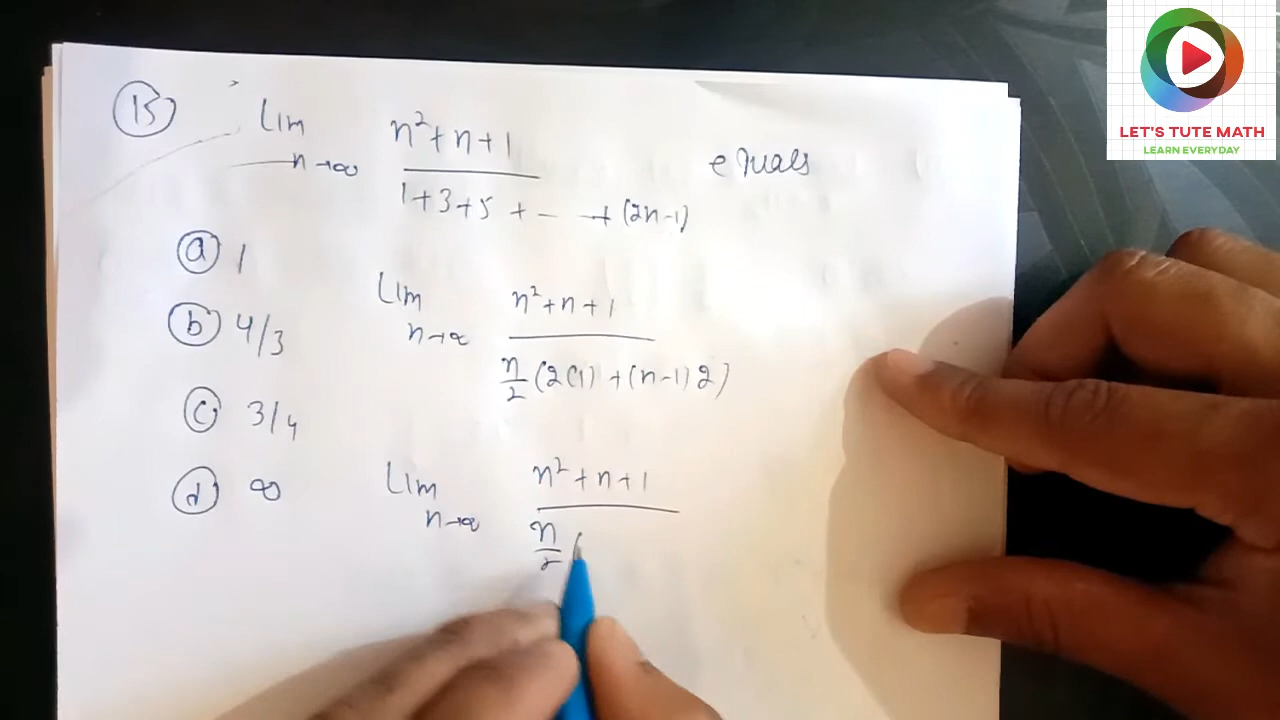 LET'S TUTE MATH
LEARN EVERYDAY
15
Lim n→∞ n²+n+1 / 1+3+5+-- +(2n-1) equals
a 1
b 4/3
c 3/4
d ∞
Lim n→∞ n²+n+1 / n/2 (2(1) +(n-1)2)
Lim n→∞ n²+n+1 / n/2 (